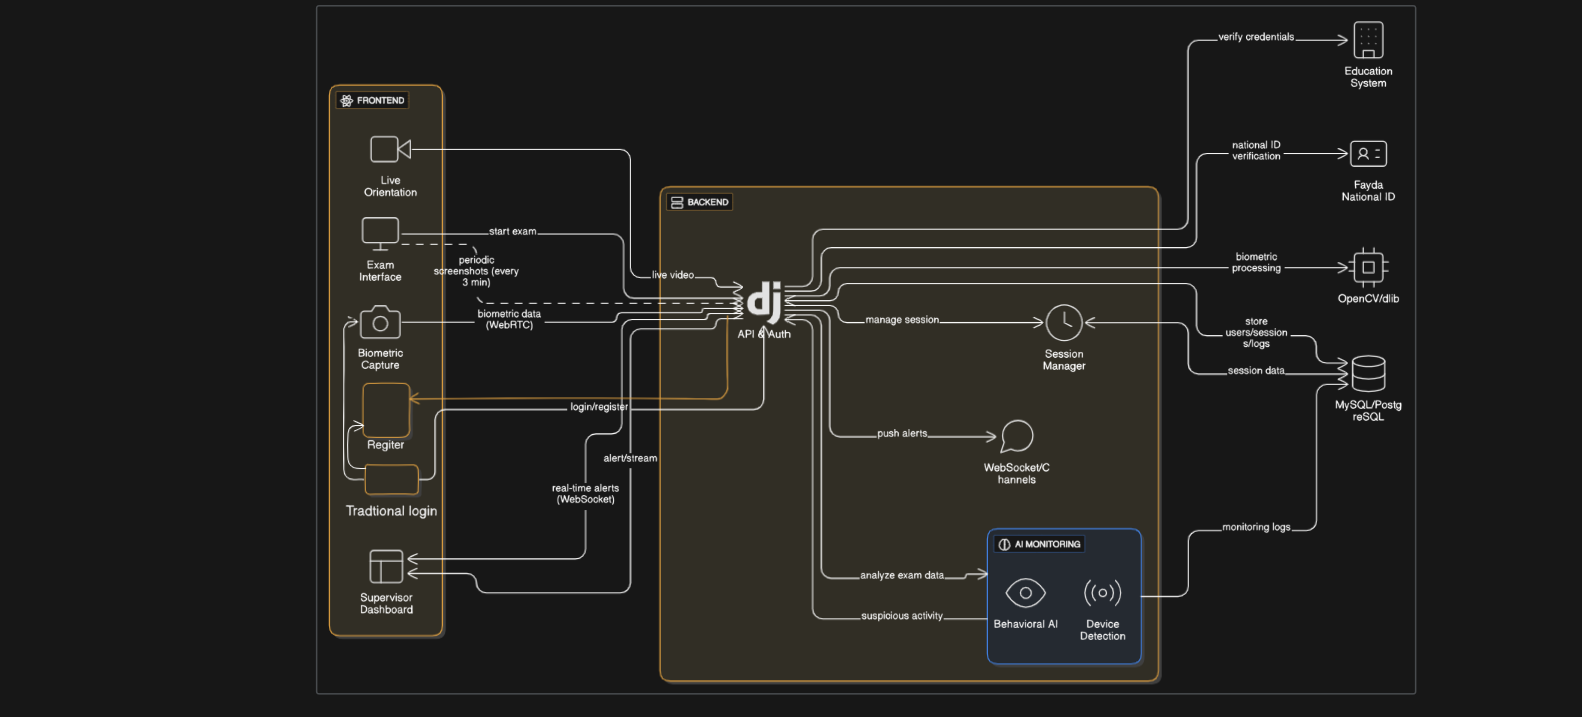 verify credentials
Education
System
FRONTEND
national ID
verification
Live
Orientation
Fayda
National ID
BACKEND
start exam
periodic
screenshots (every
3 min)
Exam
Interface
live video
biometric
processing
OpenCV/dlib
biometric data
(WebRTC)
dj
API & Auth
manage session
store
users/session
s/logs
Biometric
Capture
Session
Manager
session data
MySQL/Postg
reSQL
login/register
Regiter
push alerts
alert/stream
WebSocket/C
hannels
real-time alerts
(WebSocket)
Tradtional login
monitoring logs
AI MONITORING
analyze exam data
Supervisor
Dashboard
suspicious activity
Behavioral AI
Device
Detection